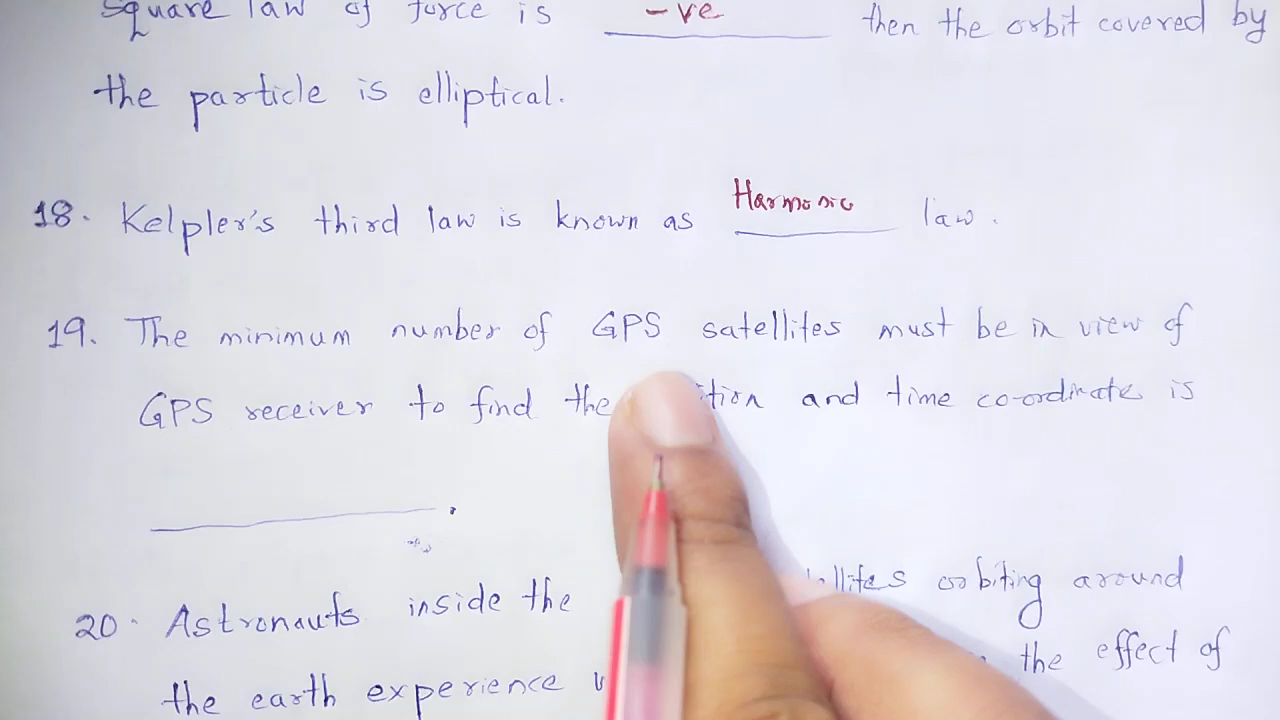 square law of force is -ve then the orbit covered by
the particle is elliptical.
18. Kelpler's third law is known as Harmonic law.
19. The minimum number of GPS satellites must be in view of
GPS receiver to find the and time co-ordinate is
.
20. Astronauts inside the orbiting around
the earth experience the effect of